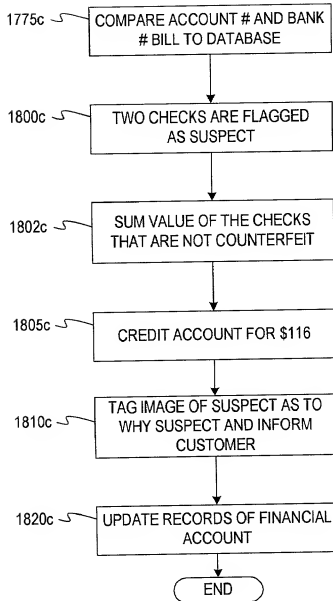 1775c
COMPARE ACCOUNT # AND BANK
# BILL TO DATABASE
1800c
TWO CHECKS ARE FLAGGED
AS SUSPECT
1802c
SUM VALUE OF THE CHECKS
THAT ARE NOT COUNTERFEIT
1805c
CREDIT ACCOUNT FOR $116
1810c
TAG IMAGE OF SUSPECT AS TO
WHY SUSPECT AND INFORM
CUSTOMER
1820c
UPDATE RECORDS OF FINANCIAL
ACCOUNT
END